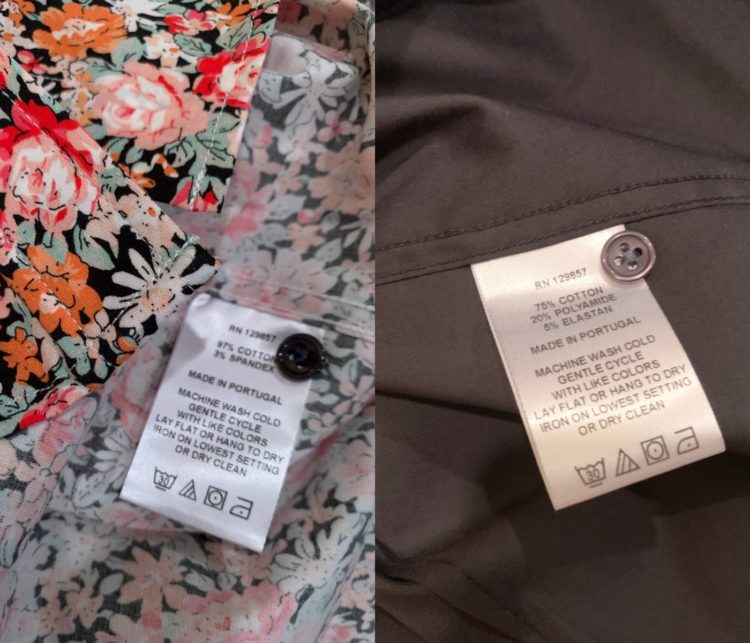 RN 129857
97% COTTON
3% SPANDEX
MADE IN PORTUGAL
MACHINE WASH COLD
GENTLE CYCLE
WITH LIKE COLORS
LAY FLAT OR HANG TO DRY
IRON ON LOWEST SETTING
OR DRY CLEAN
30
RN 129857
75% COTTON
20% POLYAMIDE
5% ELASTAN
MADE IN PORTUGAL
MACHINE WASH COLD
GENTLE CYCLE
WITH LIKE COLORS
LAY FLAT OR HANG TO DRY
IRON ON LOWEST SETTING
OR DRY CLEAN
30